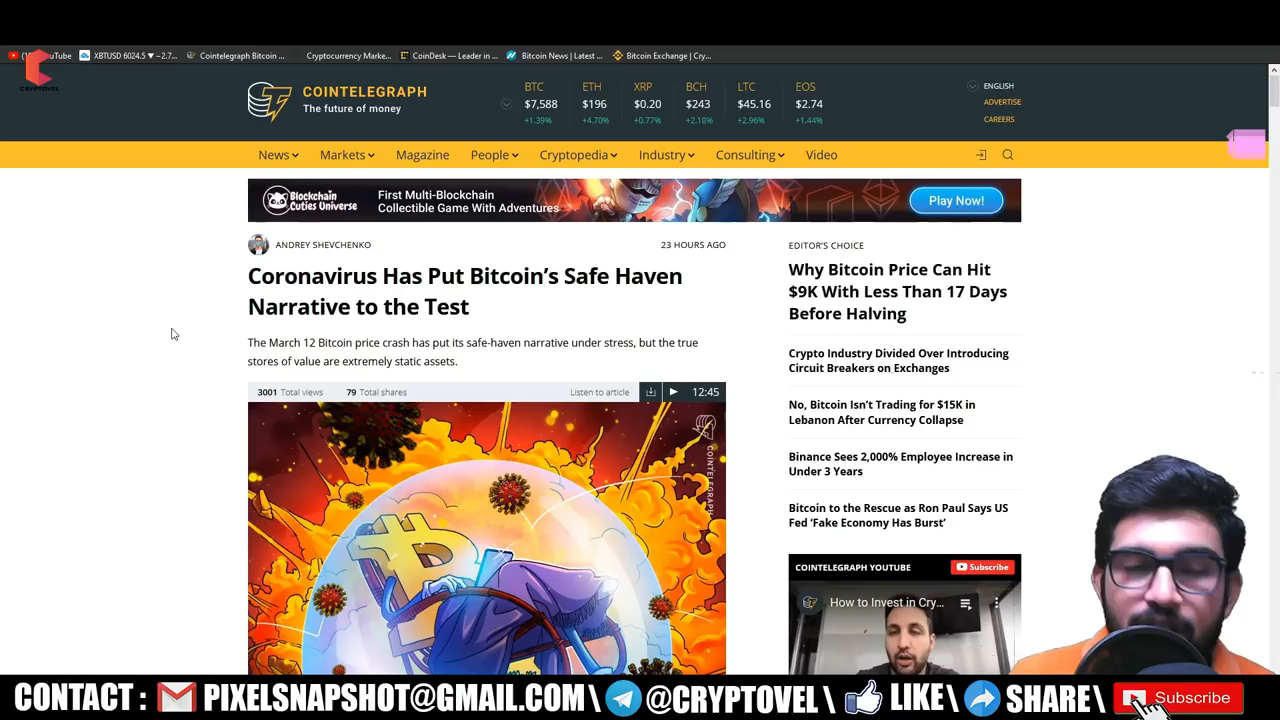 YouTube
XBTUSD 6024.5 ▼ −2.7...
Cointelegraph Bitcoin ...
Cryptocurrency Marke...
CoinDesk — Leader in ...
Bitcoin News | Latest ...
Bitcoin Exchange | Cry...
CRYPTOVEL
COINTELEGRAPH
The future of money
BTC ETH XRP BCH LTC EOS
$7,588 $196 $0.20 $243 $45.16 $2.74
+1.39% +4.70% +0.77% +2.18% +2.96% +1.44%
ENGLISH
ADVERTISE
CAREERS
News Markets Magazine People Cryptopedia Industry Consulting Video
Blockchain
Cuties Universe
First Multi-Blockchain
Collectible Game With Adventures
Play Now!
ANDREY SHEVCHENKO 23 HOURS AGO
Coronavirus Has Put Bitcoin’s Safe Haven
Narrative to the Test
The March 12 Bitcoin price crash has put its safe-haven narrative under stress, but the true
stores of value are extremely static assets.
3001 Total views 79 Total shares Listen to article 12:45
COINTELEGRAPH
EDITOR’S CHOICE
Why Bitcoin Price Can Hit
$9K With Less Than 17 Days
Before Halving
Crypto Industry Divided Over Introducing
Circuit Breakers on Exchanges
No, Bitcoin Isn’t Trading for $15K in
Lebanon After Currency Collapse
Binance Sees 2,000% Employee Increase in
Under 3 Years
Bitcoin to the Rescue as Ron Paul Says US
Fed ‘Fake Economy Has Burst’
COINTELEGRAPH YOUTUBE Subscribe
How to Invest in Cry...
CONTACT : PIXELSNAPSHOT@GMAIL.COM \ @CRYPTOVEL \ LIKE \ SHARE \ Subscribe